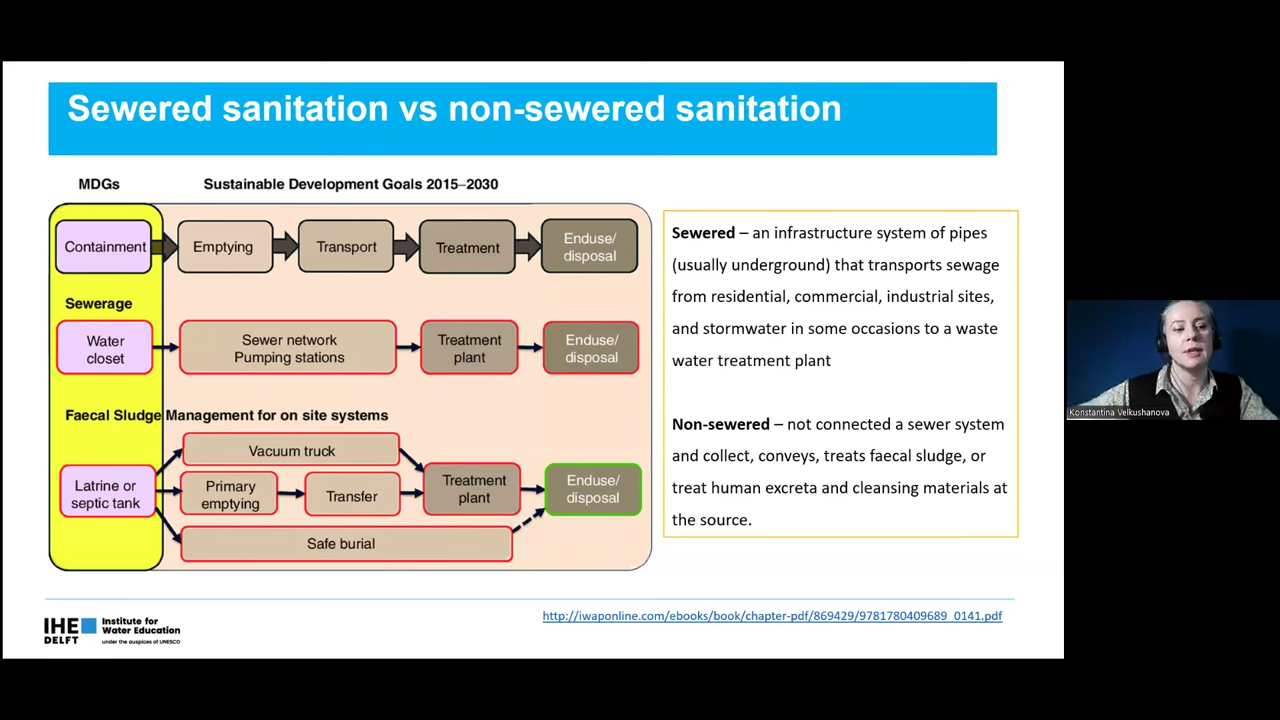 Sewered sanitation vs non-sewered sanitation
MDGs
Sustainable Development Goals 2015–2030
Containment
Emptying
Transport
Treatment
Enduse/
disposal
Sewerage
Water
closet
Sewer network
Pumping stations
Treatment
plant
Enduse/
disposal
Faecal Sludge Management for on site systems
Latrine or
septic tank
Vacuum truck
Primary
emptying
Transfer
Safe burial
Treatment
plant
Enduse/
disposal
Sewered – an infrastructure system of pipes
(usually underground) that transports sewage
from residential, commercial, industrial sites,
and stormwater in some occasions to a waste
water treatment plant
Non-sewered – not connected a sewer system
and collect, conveys, treats faecal sludge, or
treat human excreta and cleansing materials at
the source.
http://iwaponline.com/ebooks/book/chapter-pdf/869429/9781780409689_0141.pdf
IHE
DELFT
Institute for
Water Education
under the auspices of UNESCO
Konstantina Velkushanova